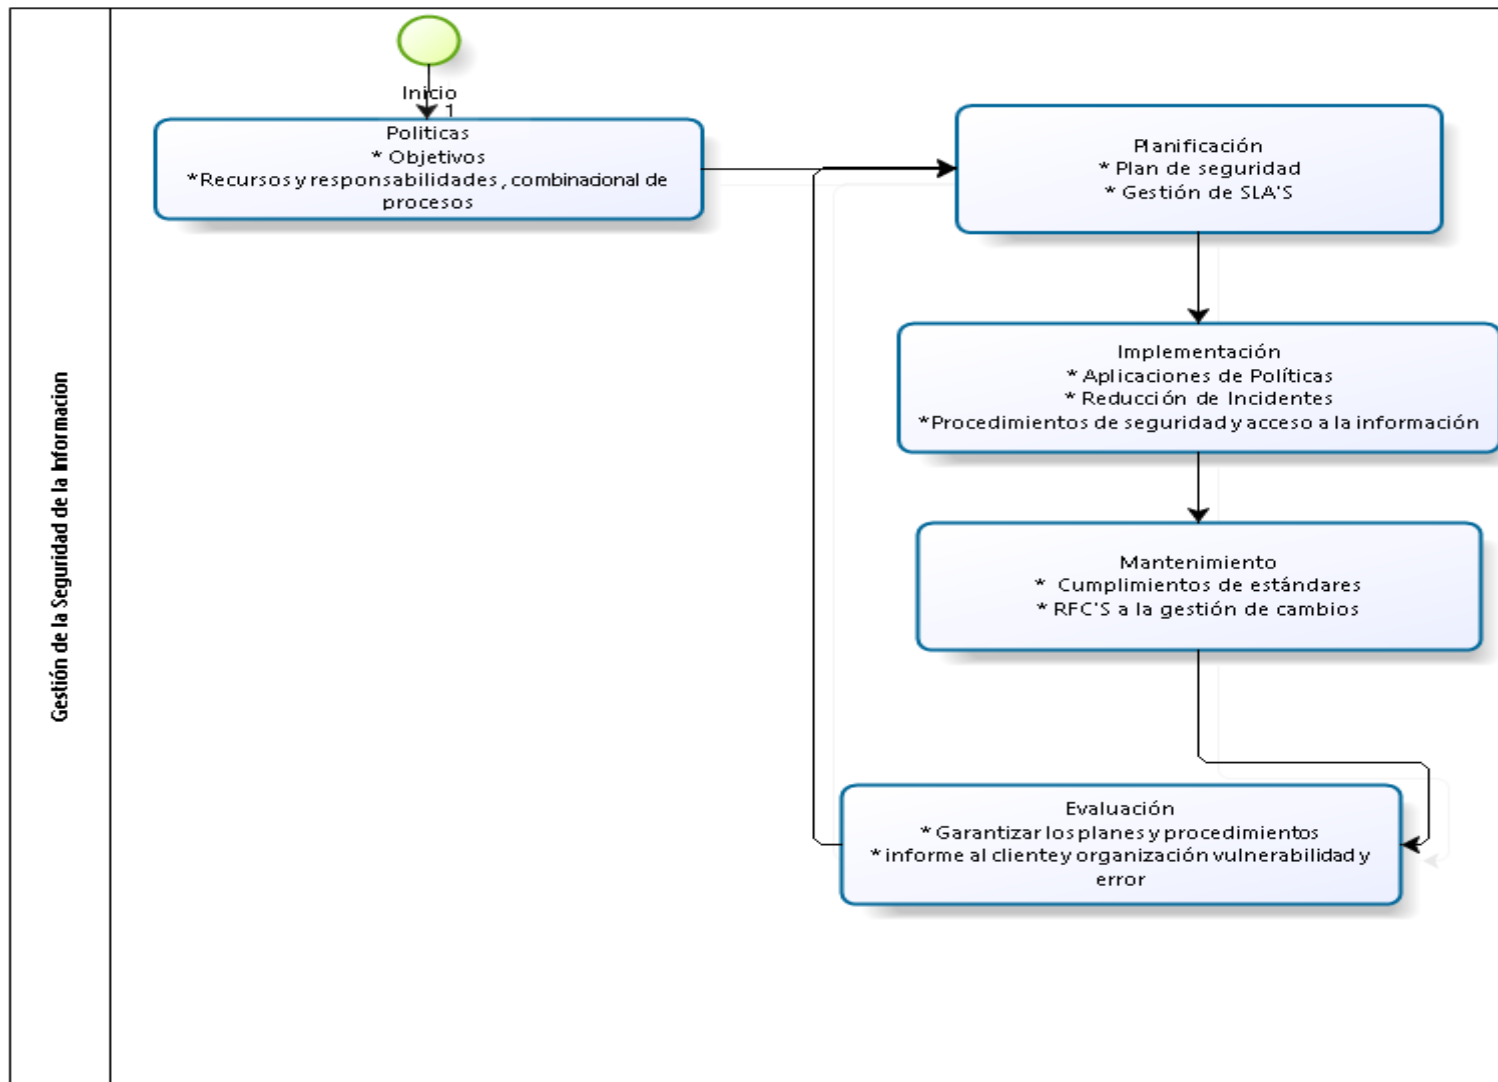 Gestión de la Seguridad de la Informacion
Inicio
1
Politicas
* Objetivos
*Recursos y responsabilidades , combinacional de
procesos
Planificación
* Plan de seguridad
* Gestión de SLA'S
Implementación
* Aplicaciones de Políticas
* Reducción de Incidentes
*Procedimientos de seguridad y acceso a la información
Mantenimiento
* Cumplimientos de estándares
* RFC'S a la gestión de cambios
Evaluación
* Garantizar los planes y procedimientos
* informe al clientey organización vulnerabilidad y
error